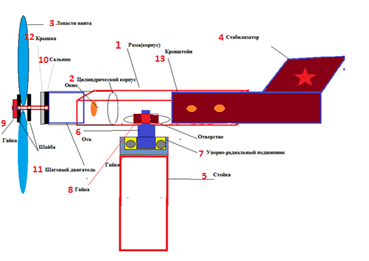 3 Лопасти винта
12 Крышка
10 Сальник
Окно
2 Цилиндрический корпус
1 Рама(корпус)
Кронштейн
13
4 Стабилизатор
9
Гайка
Шайба
11 Шаговый двигатель
Ось
6
Гайка
8 Гайка
Отверстие
7 Упорно-радиальный подшипник
5 Стойка